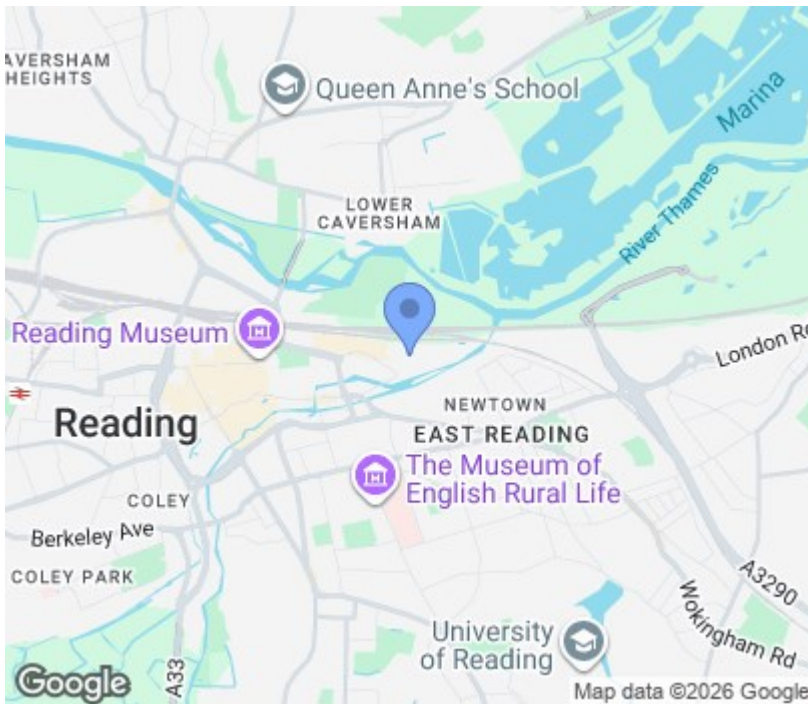 AVERSHAM
HEIGHTS
Queen Anne's School
Marina
LOWER
CAVERSHAM
River Thames
Reading Museum
London Ro
Reading
NEWTOWN
EAST READING
The Museum of
English Rural Life
COLEY
Berkeley Ave
COLEY PARK
A3290
Wokingham Rd
University
of Reading
A33
Google
Map data ©2026 Google